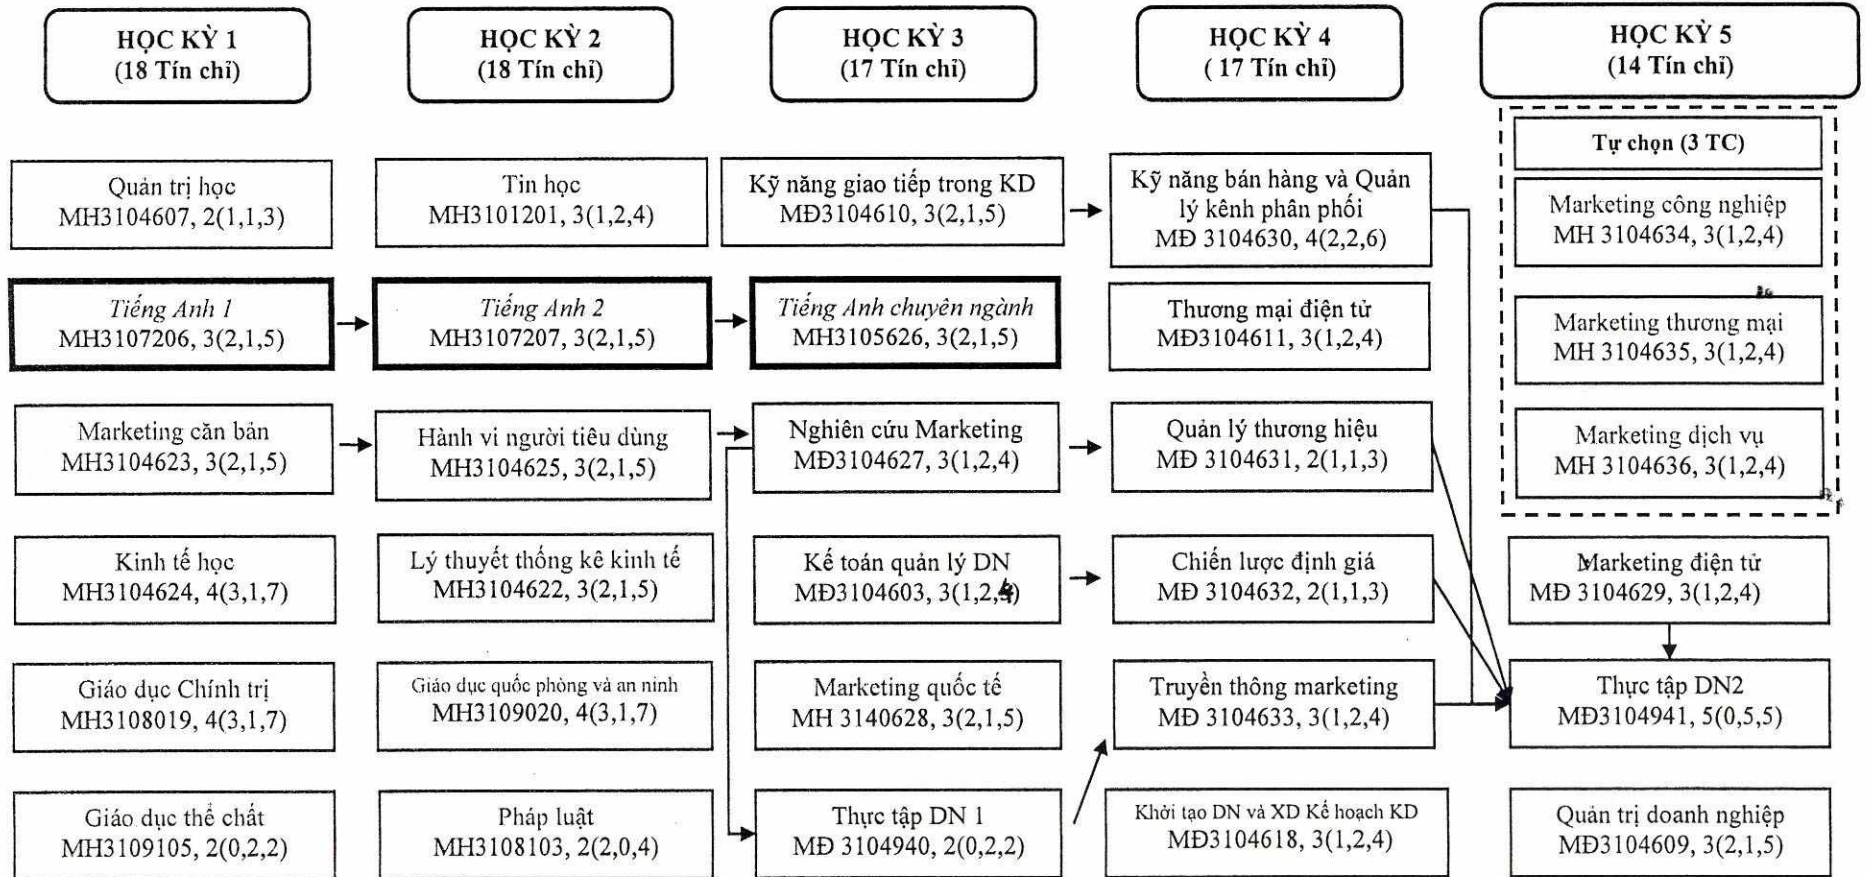 HỌC KỲ 1
(18 Tín chỉ)
HỌC KỲ 2
(18 Tín chỉ)
HỌC KỲ 3
(17 Tín chỉ)
HỌC KỲ 4
( 17 Tín chỉ)
HỌC KỲ 5
(14 Tín chỉ)
Quản trị học
MH3104607, 2(1,1,3)
Tiếng Anh 1
MH3107206, 3(2,1,5)
Marketing căn bản
MH3104623, 3(2,1,5)
Kinh tế học
MH3104624, 4(3,1,7)
Giáo dục Chính trị
MH3108019, 4(3,1,7)
Giáo dục thể chất
MH3109105, 2(0,2,2)
Tin học
MH3101201, 3(1,2,4)
Tiếng Anh 2
MH3107207, 3(2,1,5)
Hành vi người tiêu dùng
MH3104625, 3(2,1,5)
Lý thuyết thống kê kinh tế
MH3104622, 3(2,1,5)
Giáo dục quốc phòng và an ninh
MH3109020, 4(3,1,7)
Pháp luật
MH3108103, 2(2,0,4)
Kỹ năng giao tiếp trong KD
MĐ3104610, 3(2,1,5)
Tiếng Anh chuyên ngành
MH3105626, 3(2,1,5)
Nghiên cứu Marketing
MĐ3104627, 3(1,2,4)
Kế toán quản lý DN
MĐ3104603, 3(1,2,4)
Marketing quốc tế
MH 3140628, 3(2,1,5)
Thực tập DN 1
MĐ 3104940, 2(0,2,2)
Kỹ năng bán hàng và Quản
lý kênh phân phối
MĐ 3104630, 4(2,2,6)
Thương mại điện tử
MĐ3104611, 3(1,2,4)
Quản lý thương hiệu
MĐ 3104631, 2(1,1,3)
Chiến lược định giá
MĐ 3104632, 2(1,1,3)
Truyền thông marketing
MĐ 3104633, 3(1,2,4)
Khởi tạo DN và XD Kế hoạch KD
MĐ3104618, 3(1,2,4)
Tự chọn (3 TC)
Marketing công nghiệp
MH 3104634, 3(1,2,4)
Marketing thương mại
MH 3104635, 3(1,2,4)
Marketing dịch vụ
MH 3104636, 3(1,2,4)
Marketing điện tử
MĐ 3104629, 3(1,2,4)
Thực tập DN2
MĐ3104941, 5(0,5,5)
Quản trị doanh nghiệp
MĐ3104609, 3(2,1,5)